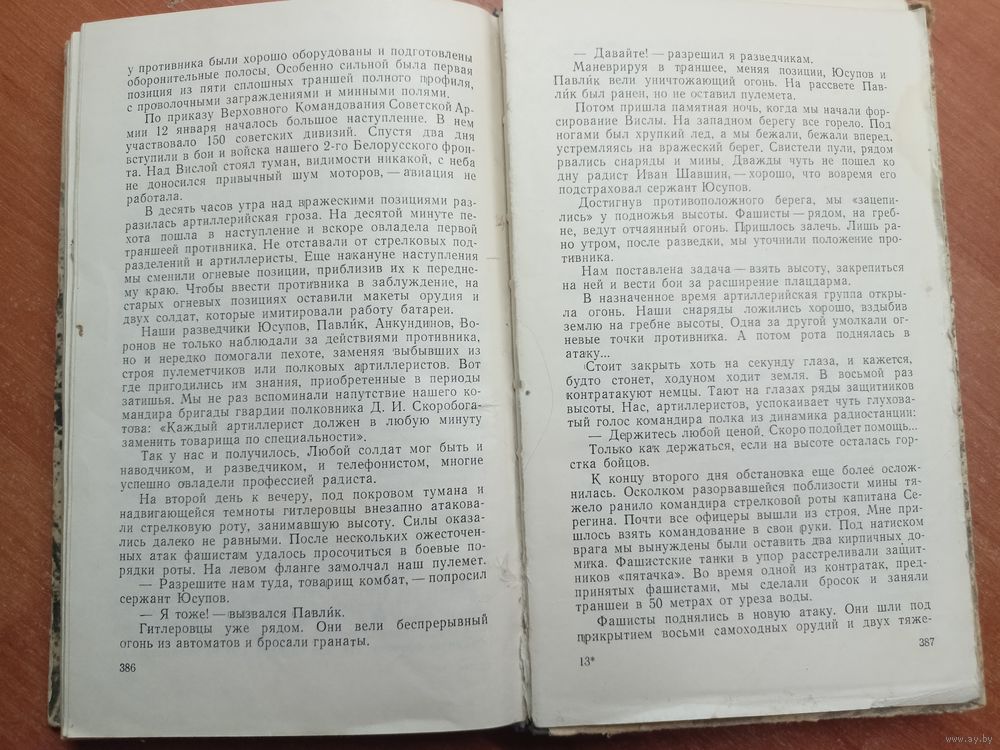 у противника были хорошо оборудованы и подготовлены
оборонительные полосы. Особенно сильной была первая
позиция из пяти сплошных траншей полного профиля,
с проволочными заграждениями и минными полями.
По приказу Верховного Командования Советской Ар-
мии 12 января началось большое наступление. В нем
участвовало 150 советских дивизий. Спустя два дня
вступили в бои и войска нашего 2-го Белорусского фрон-
та. Над Вислой стоял туман, видимости никакой, с неба
не доносился привычный шум моторов, — авиация не
работала.
В десять часов утра над вражескими позициями раз-
разилась артиллерийская гроза. На десятой минуте пе-
хота пошла в наступление и вскоре овладела первой
траншеей противника. Не отставали от стрелковых под-
разделений и артиллеристы. Еще накануне наступления
мы сменили огневые позиции, приблизив их к передне-
му краю. Чтобы ввести противника в заблуждение, на
старых огневых позициях оставили макеты орудия и
двух солдат, которые имитировали работу батареи.
Наши разведчики Юсупов, Павлик, Анкундинов, Во-
ронов не только наблюдали за действиями противника,
но и нередко помогали пехоте, заменяя выбывших из
строя пулеметчиков или полковых артиллеристов. Вот
где пригодились им знания, приобретенные в периоды
затишья. Мы не раз вспоминали напутствие нашего ко-
мандира бригады гвардии полковника Д. И. Скоробога-
това: «Каждый артиллерист должен в любую минуту
заменить товарища по специальности».
Так у нас и получилось. Любой солдат мог быть и
наводчиком, и разведчиком, и телефонистом, многие
успешно овладели профессией радиста.
На второй день к вечеру, под покровом тумана и
надвигающейся темноты гитлеровцы внезапно атакова-
ли стрелковую роту, занимавшую высоту. Силы оказа-
лись далеко не равными. После нескольких ожесточен-
ных атак фашистам удалось просочиться в боевые по-
рядки роты. На левом фланге замолчал наш пулемет.
— Разрешите нам туда, товарищ комбат, — попросил
сержант Юсупов.
— Я тоже! — вызвался Павлик.
Гитлеровцы уже рядом. Они вели беспрерывный
огонь из автоматов и бросали гранаты.
386
— Давайте! — разрешил я разведчикам.
Маневрируя в траншее, меняя позиции, Юсупов и
Павлик вели уничтожающий огонь. На рассвете Пав-
лик был ранен, но не оставил пулемета.
Потом пришла памятная ночь, когда мы начали фор-
сирование Вислы. На западном берегу все горело. Под
ногами был хрупкий лед, а мы бежали, бежали вперед,
устремляясь на вражеский берег. Свистели пули, рядом
рвались снаряды и мины. Дважды чуть не пошел ко
дну радист Иван Шавшин, — хорошо, что вовремя его
подстраховал сержант Юсупов.
Достигнув противоположного берега, мы «зацепи-
лись» у подножья высоты. Фашисты — рядом, на греб-
не, ведут отчаянный огонь. Пришлось залечь. Лишь ра-
но утром, после разведки, мы уточнили положение про-
тивника.
Нам поставлена задача — взять высоту, закрепиться
на ней и вести бои за расширение плацдарма.
В назначенное время артиллерийская группа откры-
ла огонь. Наши снаряды ложились хорошо, вздыбив
землю на гребне высоты. Одна за другой умолкали ог-
невые точки противника. А потом рота поднялась в
атаку...
Стоит закрыть хоть на секунду глаза, и кажется,
будто стонет, ходуном ходит земля. В восьмой раз
контратакуют немцы. Тают на глазах ряды защитников
высоты. Нас, артиллеристов, успокаивает чуть глухова-
тый голос командира полка из динамика радиостанции:
— Держитесь любой ценой. Скоро подойдет помощь...
Только как держаться, если на высоте осталась гор-
стка бойцов.
К концу второго дня обстановка еще более ослож-
нилась. Осколком разорвавшейся поблизости мины тя-
жело ранило командира стрелковой роты капитана Се-
регина. Почти все офицеры вышли из строя. Мне при-
шлось взять командование в свои руки. Под натиском
врага мы вынуждены были оставить два кирпичных до-
мика. Фашистские танки в упор расстреливали защит-
ников «пятачка». Во время одной из контратак, пред-
принятых фашистами, мы сделали бросок и заняли
траншеи в 50 метрах от уреза воды.
Фашисты поднялись в новую атаку. Они шли под
прикрытием восьми самоходных орудий и двух тяже-
13*
387
www.ay.by